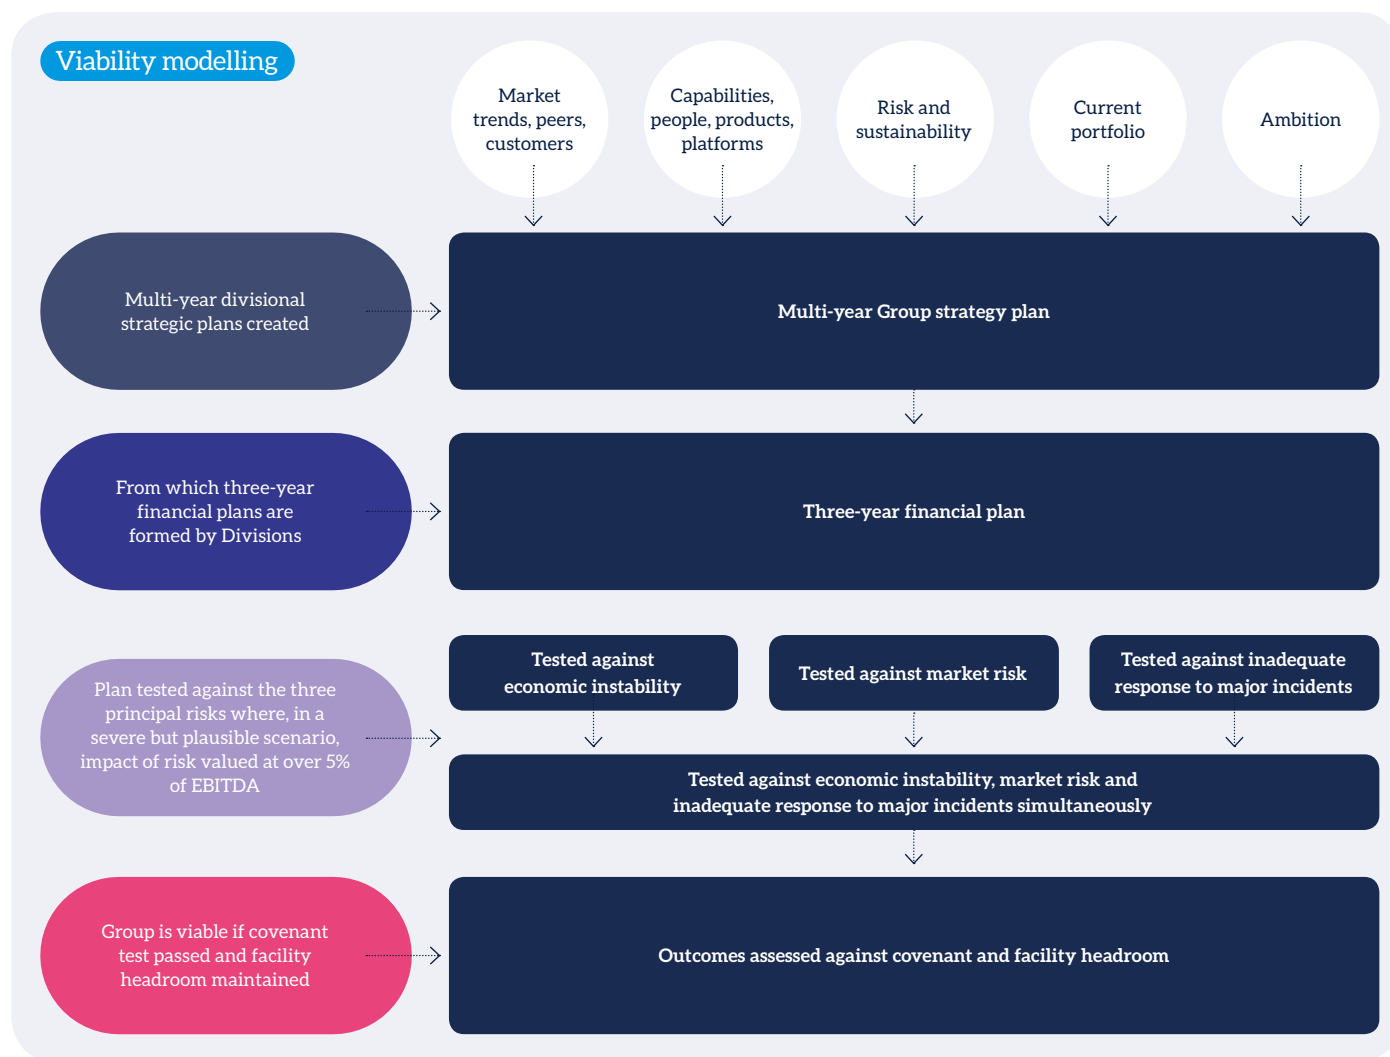 Viability modelling
Market
trends, peers,
customers
Capabilities,
people, products,
platforms
Risk and
sustainability
Current
portfolio
Ambition
Multi-year divisional
strategic plans created
Multi-year Group strategy plan
From which three-year
financial plans are
formed by Divisions
Three-year financial plan
Plan tested against the three
principal risks where, in a
severe but plausible scenario,
impact of risk valued at over 5%
of EBITDA
Tested against
economic instability
Tested against market risk
Tested against inadequate
response to major incidents
Tested against economic instability, market risk and
inadequate response to major incidents simultaneously
Group is viable if covenant
test passed and facility
headroom maintained
Outcomes assessed against covenant and facility headroom